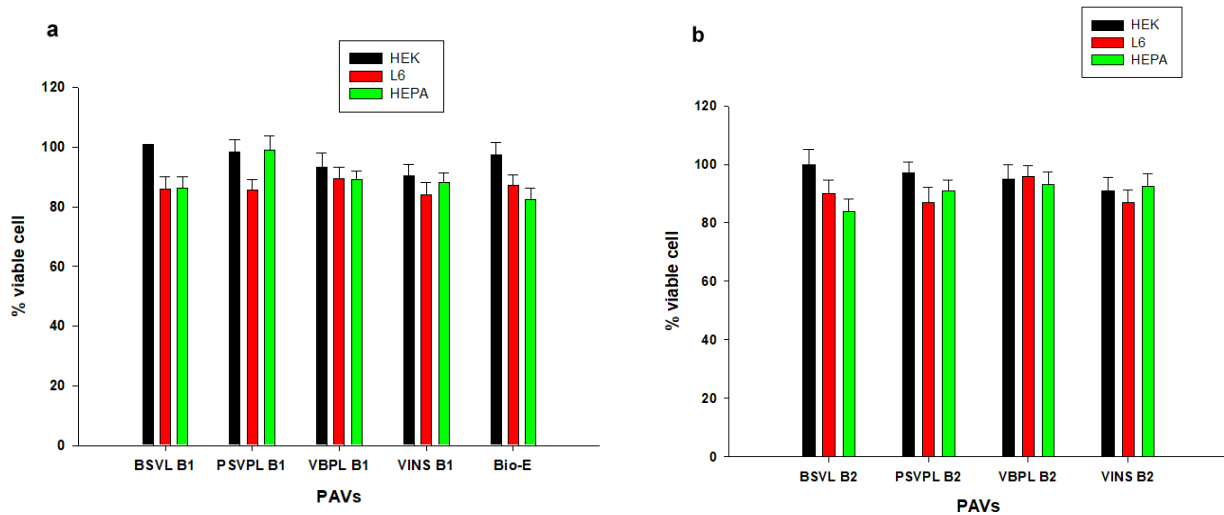 a
HEK
L6
HEPA
120
100
80
60
40
20
0
% viable cell
BSVL B1 PSVPL B1 VBPL B1 VINS B1 Bio-E
PAVs
b
HEK
L6
HEPA
120
100
80
60
40
20
0
% viable cell
BSVL B2 PSVPL B2 VBPL B2 VINS B2
PAVs